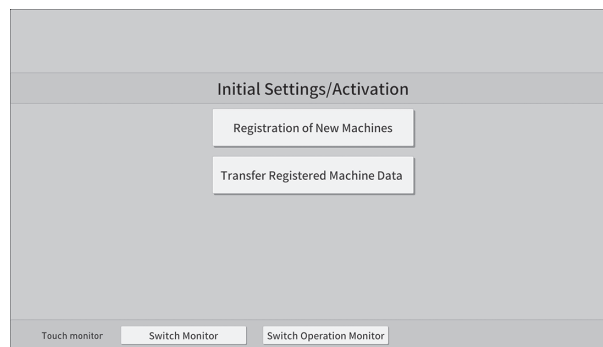 Initial Settings/Activation
Registration of New Machines
Transfer Registered Machine Data
Touch monitor Switch Monitor Switch Operation Monitor